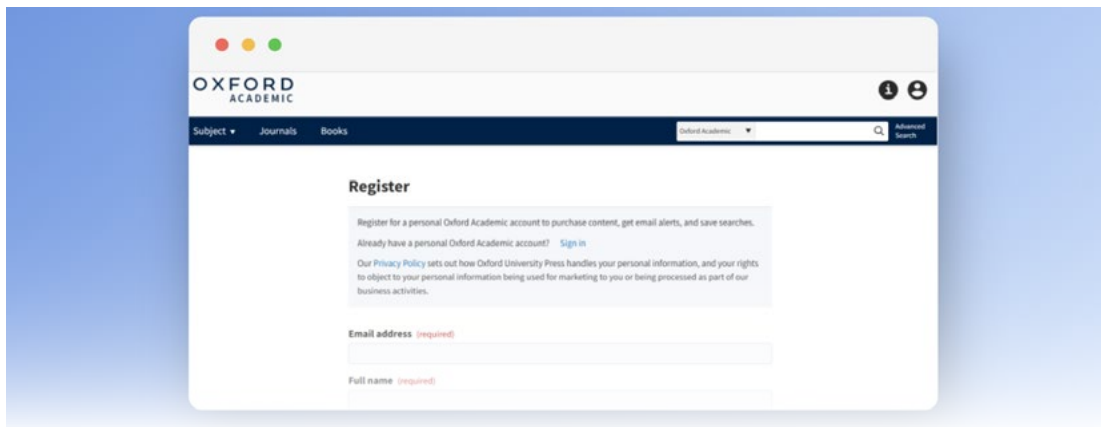 OXFORD
ACADEMIC
Subject ▾ Journals Books Oxford Academic ▼ Advanced
Search
Register
Register for a personal Oxford Academic account to purchase content, get email alerts, and save searches.
Already have a personal Oxford Academic account? Sign in
Our Privacy Policy sets out how Oxford University Press handles your personal information, and your rights
to object to your personal information being used for marketing to you or being processed as part of our
business activities.
Email address (required)
Full name (required)